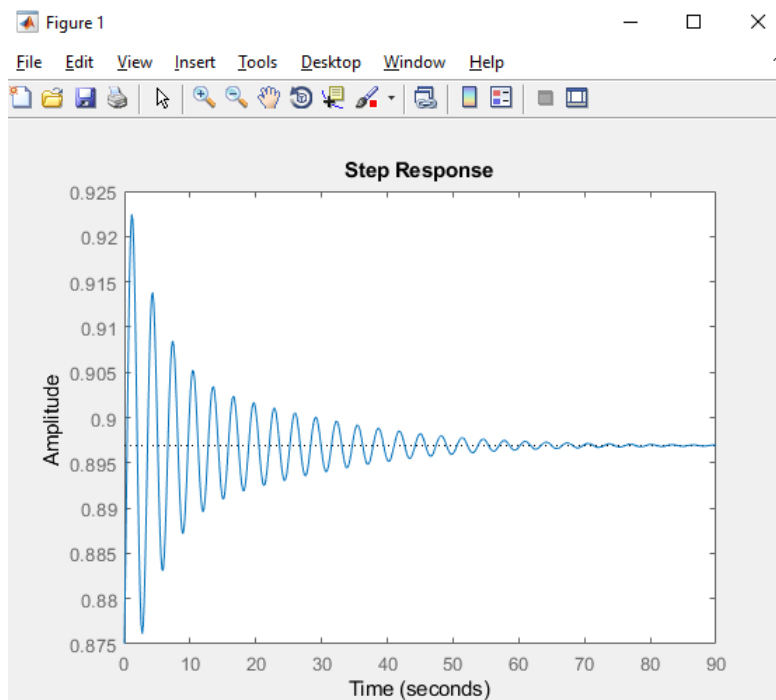 Figure 1
File Edit View Insert Tools Desktop Window Help
Step Response
0.925
0.92
0.915
0.91
0.905
0.9
0.895
0.89
0.885
0.88
0.875
Amplitude
0 10 20 30 40 50 60 70 80 90
Time (seconds)